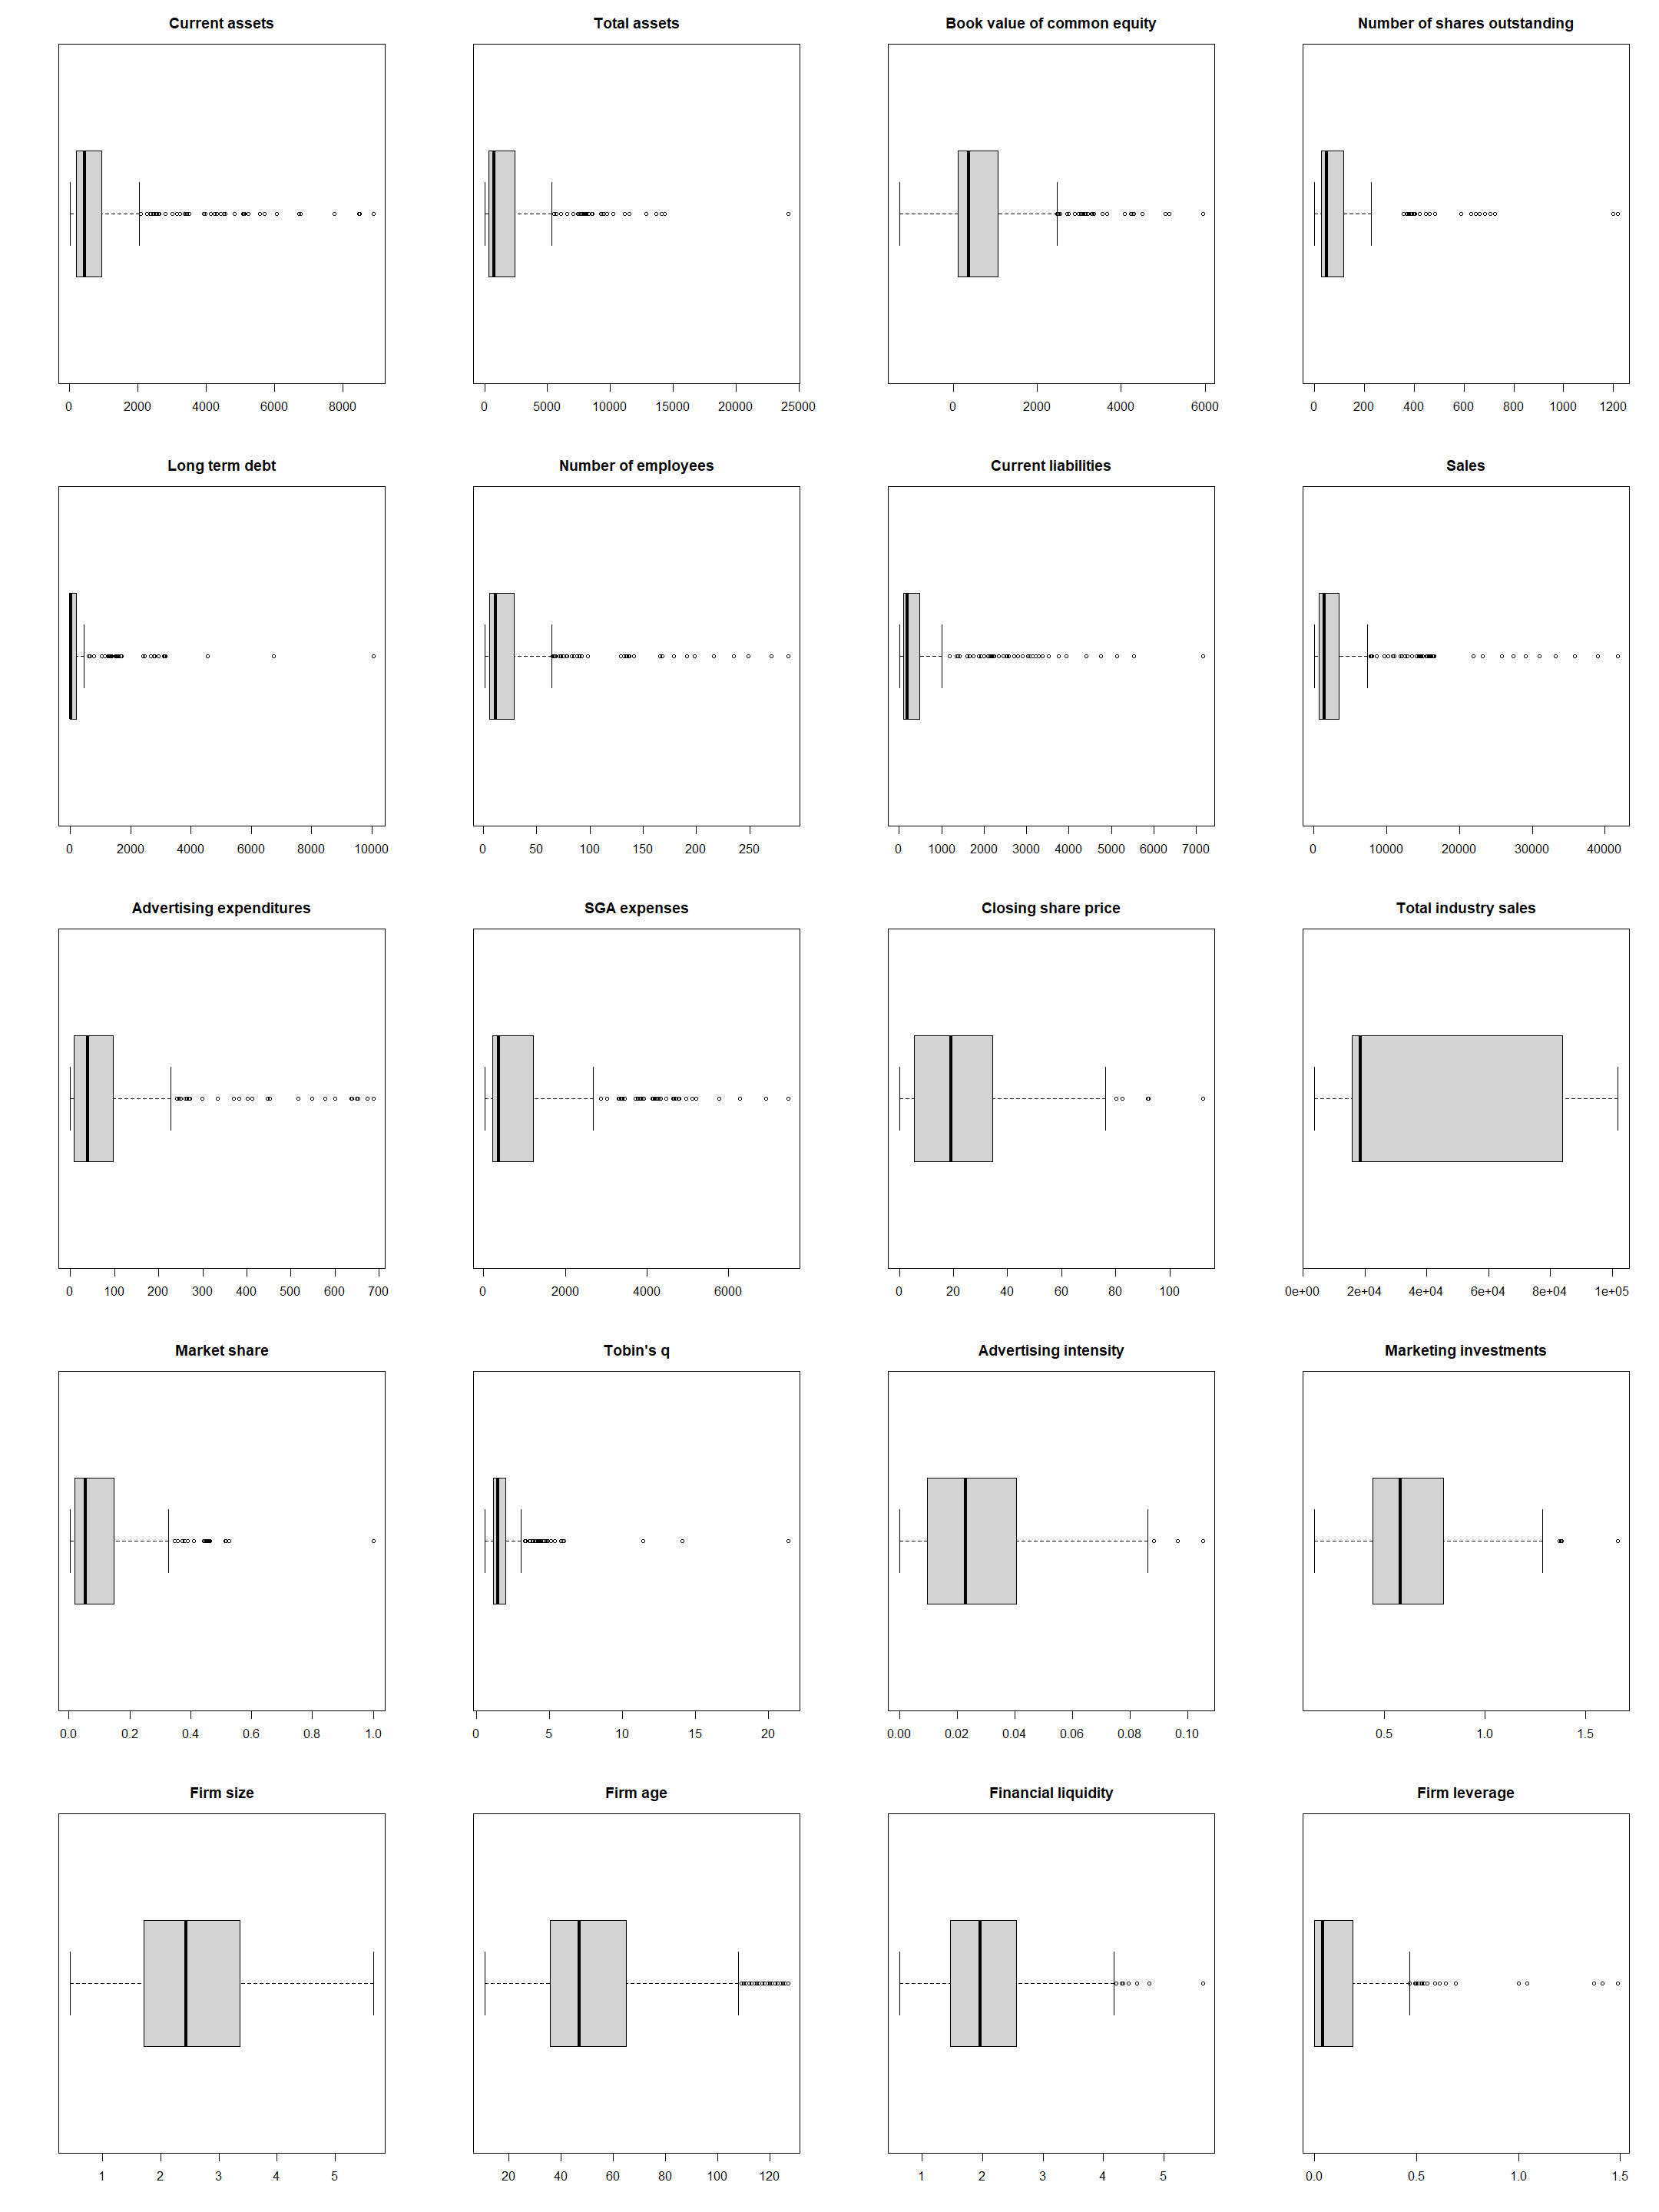 Current assets Total assets Book value of common equity Number of shares outstanding
0 2000 4000 6000 8000 0 5000 10000 15000 20000 25000 0 2000 4000 6000 0 200 400 600 800 1000 1200
Long term debt Number of employees Current liabilities Sales
0 2000 4000 6000 8000 10000 0 50 100 150 200 250 0 1000 2000 3000 4000 5000 6000 7000 0 10000 20000 30000 40000
Advertising expenditures SGA expenses Closing share price Total industry sales
0 100 200 300 400 500 600 700 0 2000 4000 6000 0 20 40 60 80 100 0e+00 2e+04 4e+04 6e+04 8e+04 1e+05
Market share Tobin's q Advertising intensity Marketing investments
0.0 0.2 0.4 0.6 0.8 1.0 0 5 10 15 20 0.00 0.02 0.04 0.06 0.08 0.10 0.5 1.0 1.5
Firm size Firm age Financial liquidity Firm leverage
1 2 3 4 5 20 40 60 80 100 120 1 2 3 4 5 0.0 0.5 1.0 1.5